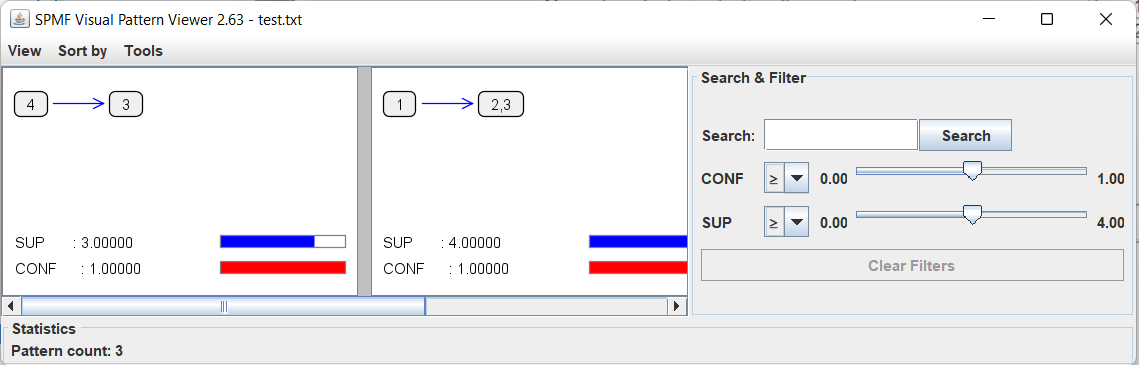 SPMF Visual Pattern Viewer 2.63 - test.txt
View Sort by Tools
4 3
SUP : 3.00000
CONF : 1.00000
1 2,3
SUP : 4.00000
CONF : 1.00000
Search & Filter
Search: Search
CONF ≥ 0.00 1.00
SUP ≥ 0.00 4.00
Clear Filters
Statistics
Pattern count: 3